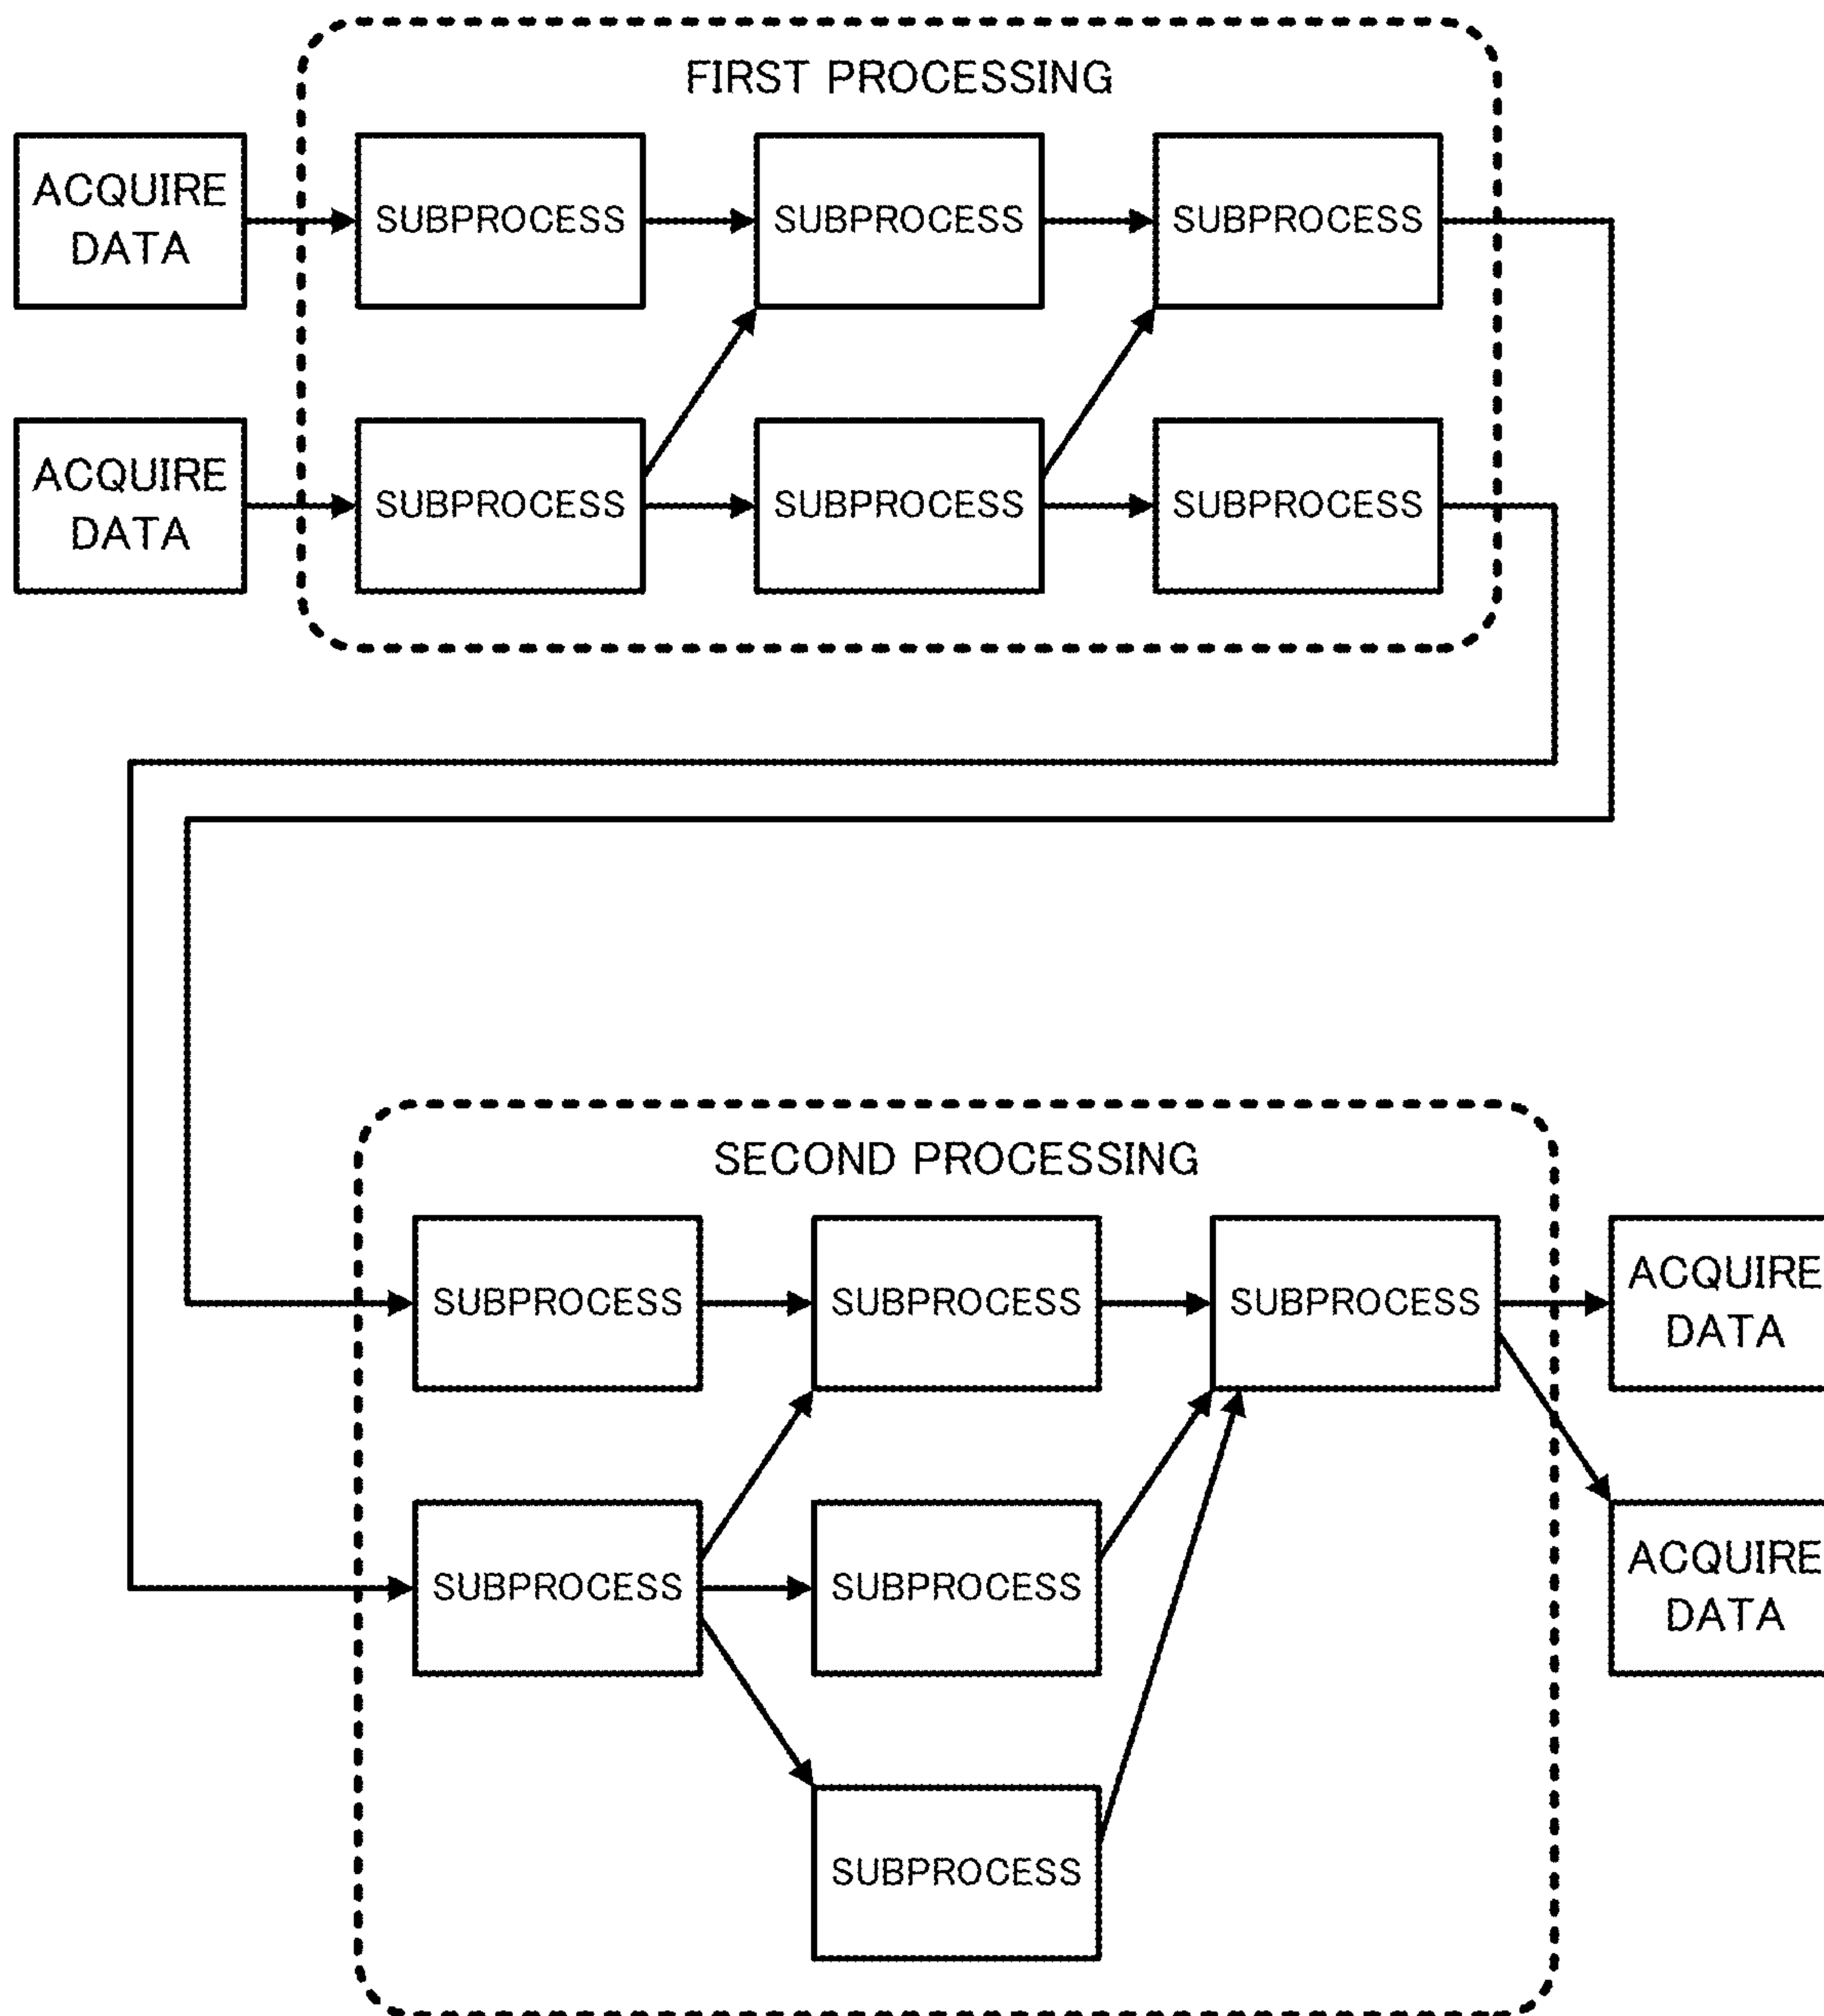 FIRST PROCESSING
ACQUIRE
DATA
SUBPROCESS
SUBPROCESS
SUBPROCESS
ACQUIRE
DATA
SUBPROCESS
SUBPROCESS
SUBPROCESS
SECOND PROCESSING
SUBPROCESS
SUBPROCESS
SUBPROCESS
ACQUIRE
DATA
SUBPROCESS
SUBPROCESS
ACQUIRE
DATA
SUBPROCESS